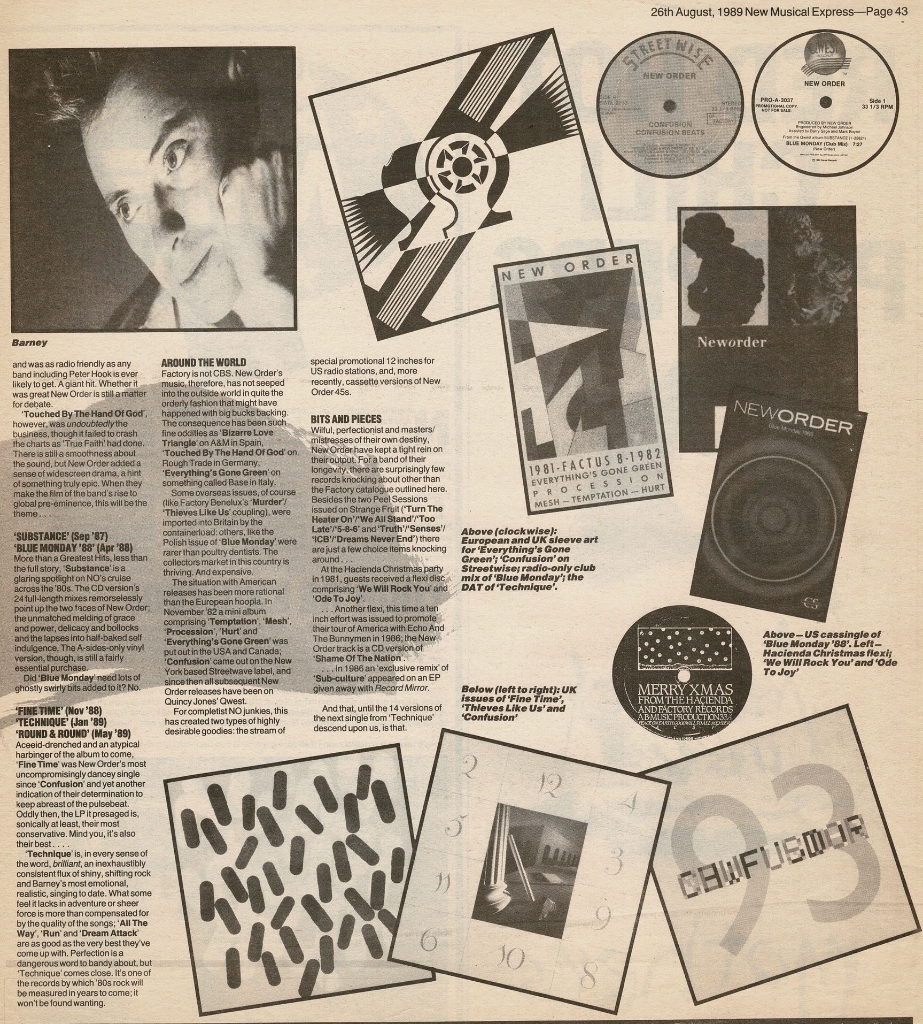 26th August, 1989 New Musical Express—Page 43
Barney
and was as radio friendly as any
band including Peter Hook is ever
likely to get. A giant hit. Whether it
was great New Order is still a matter
for debate.
'Touched By The Hand Of God',
however, was undoubtedly the
business, though it failed to crash
the charts as 'True Faith' had done.
There is still a smoothness about
the sound, but New Order added a
sense of widescreen drama, a hint
of something truly epic. When they
make the film of the band's rise to
global pre-eminence, this will be the
theme . . . .
'SUBSTANCE' (Sep '87)
'BLUE MONDAY '88' (Apr '88)
More than a Greatest Hits, less than
the full story, 'Substance' is a
glaring spotlight on NO's cruise
across the '80s. The CD version's
24 full-length mixes remorselessly
point up the two faces of New Order;
the unmatched melding of grace
and power, delicacy and bollocks
and the lapses into half-baked self
indulgence. The A-sides-only vinyl
version, though, is still a fairly
essential purchase.
Did 'Blue Monday' need lots of
ghostly swirly bits added to it? No.
'FINE TIME' (Nov '88)
'TECHNIQUE' (Jan '89)
'ROUND & ROUND' (May '89)
Aceeid-drenched and an atypical
harbinger of the album to come,
'Fine Time' was New Order's most
uncompromisingly dancey single
since 'Confusion' and yet another
indication of their determination to
keep abreast of the pulsebeat.
Oddly then, the LP it presaged is,
sonically at least, their most
conservative. Mind you, it's also
their best . . . .
'Technique' is, in every sense of
the word, brilliant, an inexhaustibly
consistent flux of shiny, shifting rock
and Barney's most emotional,
realistic, singing to date. What some
feel it lacks in adventure or sheer
force is more than compensated for
by the quality of the songs; 'All The
Way', 'Run' and 'Dream Attack'
are as good as the very best they've
come up with. Perfection is a
dangerous word to bandy about, but
'Technique' comes close. It's one of
the records by which '80s rock will
be measured in years to come; it
won't be found wanting.
AROUND THE WORLD
Factory is not CBS. New Order's
music, therefore, has not seeped
into the outside world in quite the
orderly fashion that might have
happened with big bucks backing.
The consequence has been such
fine oddities as 'Bizarre Love
Triangle' on A&M in Spain,
'Touched By The Hand Of God' on
Rough Trade in Germany,
'Everything's Gone Green' on
something called Base in Italy.
Some overseas issues, of course
(like Factory Benelux's 'Murder'/
'Thieves Like Us' coupling), were
imported into Britain by the
containerload: others, like the
Polish issue of 'Blue Monday' were
rarer than poultry dentists. The
collectors market in this country is
thriving. And expensive.
The situation with American
releases has been more rational
than the European hoopla. In
November '82 a mini album
comprising 'Temptation', 'Mesh',
'Procession', 'Hurt' and
'Everything's Gone Green' was
put out in the USA and Canada;
'Confusion' came out on the New
York based Streetwave label, and
since then all subsequent New
Order releases have been on
Quincy Jones' Qwest.
For completist NO junkies, this
has created two types of highly
desirable goodies: the stream of
special promotional 12 inches for
US radio stations, and, more
recently, cassette versions of New
Order 45s.
BITS AND PIECES
Wilful, perfectionist and masters/
mistresses of their own destiny,
New Order have kept a tight rein on
their output. For a band of their
longevity, there are surprisingly few
records knocking about other than
the Factory catalogue outlined here.
Besides the two Peel Sessions
issued on Strange Fruit ('Turn The
Heater On'/'We All Stand'/'Too
Late'/'5-8-6' and 'Truth'/'Senses'/
'ICB'/'Dreams Never End') there
are just a few choice items knocking
around . . .
At the Hacienda Christmas party
in 1981, guests received a flexi disc
comprising 'We Will Rock You' and
'Ode To Joy'.
. . . Another flexi, this time a ten
inch effort was issued to promote
their tour of America with Echo And
The Bunnymen in 1986; the New
Order track is a CD version of
'Shame Of The Nation' . . .
. . . In 1986 an 'exclusive remix' of
'Sub-culture' appeared on an EP
given away with Record Mirror.
And that, until the 14 versions of
the next single from 'Technique'
descend upon us, is that.
STREETWISE
NEW ORDER
CONFUSION
CONFUSION BEATS
QWEST
NEW ORDER
PRO-A-3037
PROMOTIONAL COPY
NOT FOR SALE
Side 1
33 1/3 RPM
PRODUCED BY NEW ORDER
BLUE MONDAY (Club Mix) 7:27
(New Order)
NEW ORDER
1981-FACTUS 8-1982
EVERYTHING'S GONE GREEN
PROCESSION
MESH–TEMPTATION–HURT
Neworder
NEWORDER
Blue Monday 1988
Above (clockwise):
European and UK sleeve art
for 'Everything's Gone
Green'; 'Confusion' on
Streetwise; radio-only club
mix of 'Blue Monday'; the
DAT of 'Technique'.
Above—US cassingle of
'Blue Monday '88'. Left—
Hacienda Christmas flexi;
'We Will Rock You' and 'Ode
To Joy'
MERRY XMAS
FROM THE HACIENDA
AND FACTORY RECORDS
A B MUSIC PRODUCTION 33⅓
Below (left to right): UK
issues of 'Fine Time',
'Thieves Like Us' and
'Confusion'
2
12
4
5
3
11
9
6
10
8
93